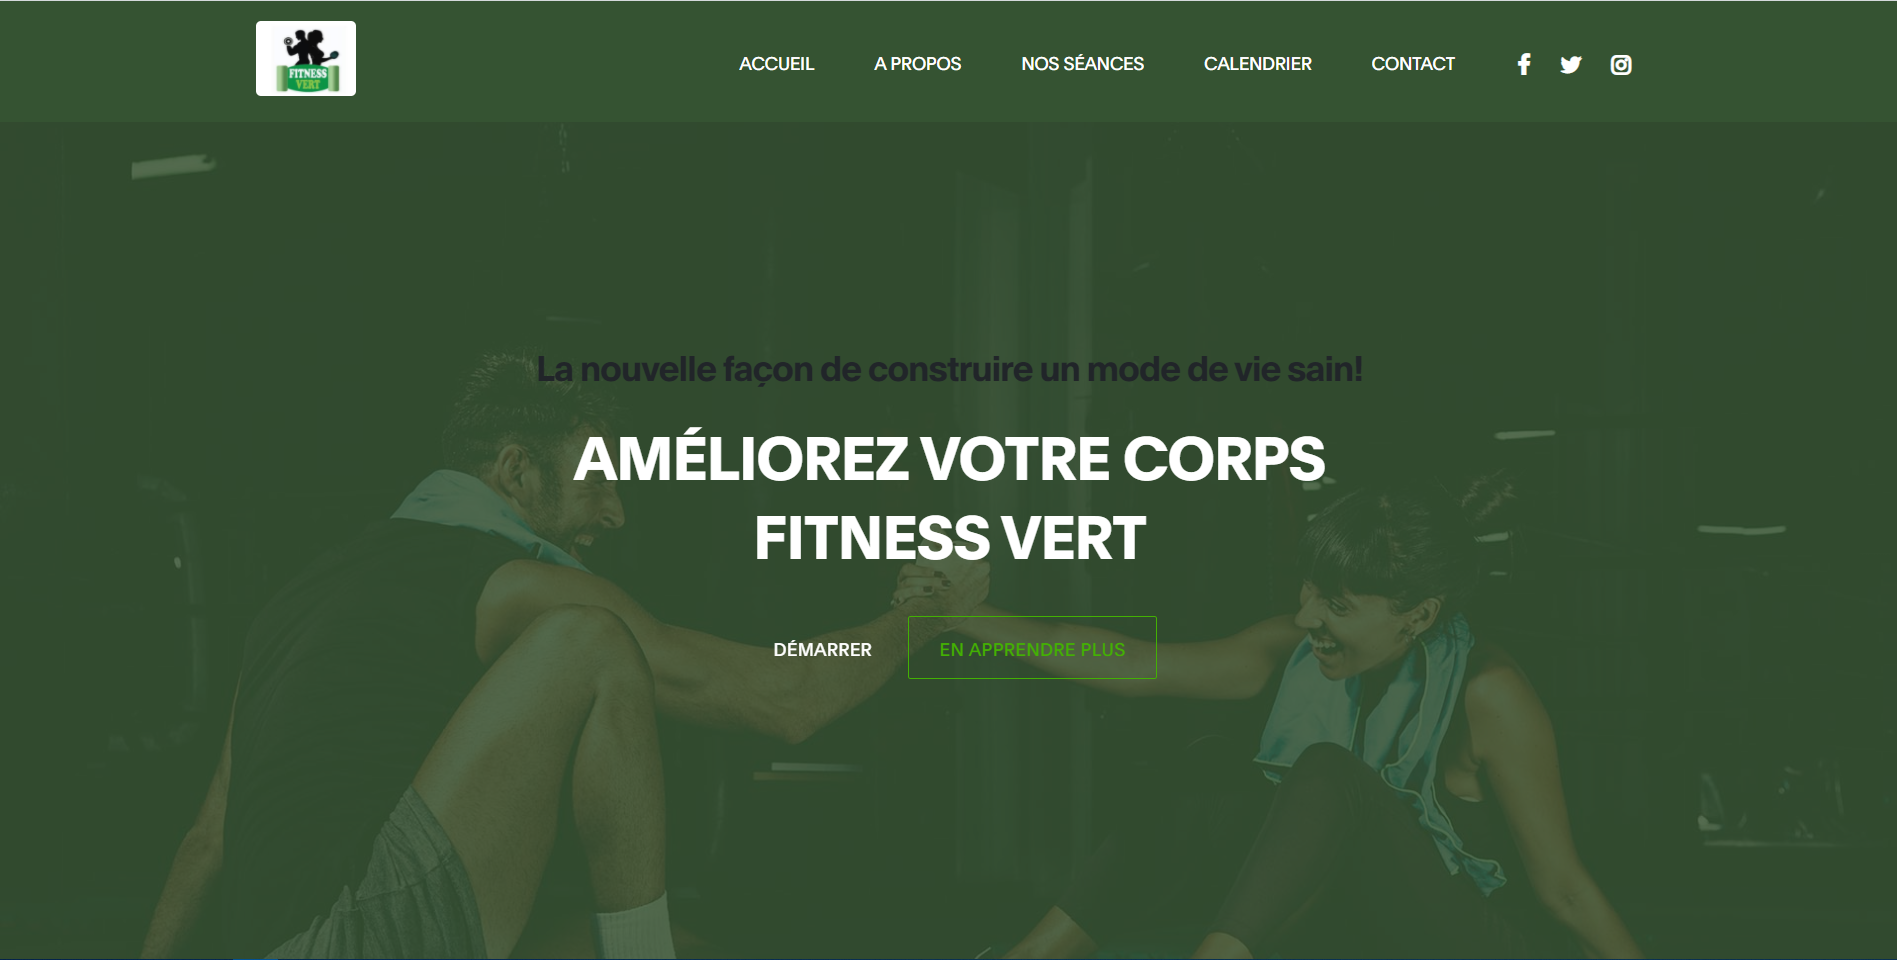 FITNESS
VERT
ACCUEIL
A PROPOS
NOS SÉANCES
CALENDRIER
CONTACT
La nouvelle façon de construire un mode de vie sain!
AMÉLIOREZ VOTRE CORPS
FITNESS VERT
DÉMARRER
EN APPRENDRE PLUS